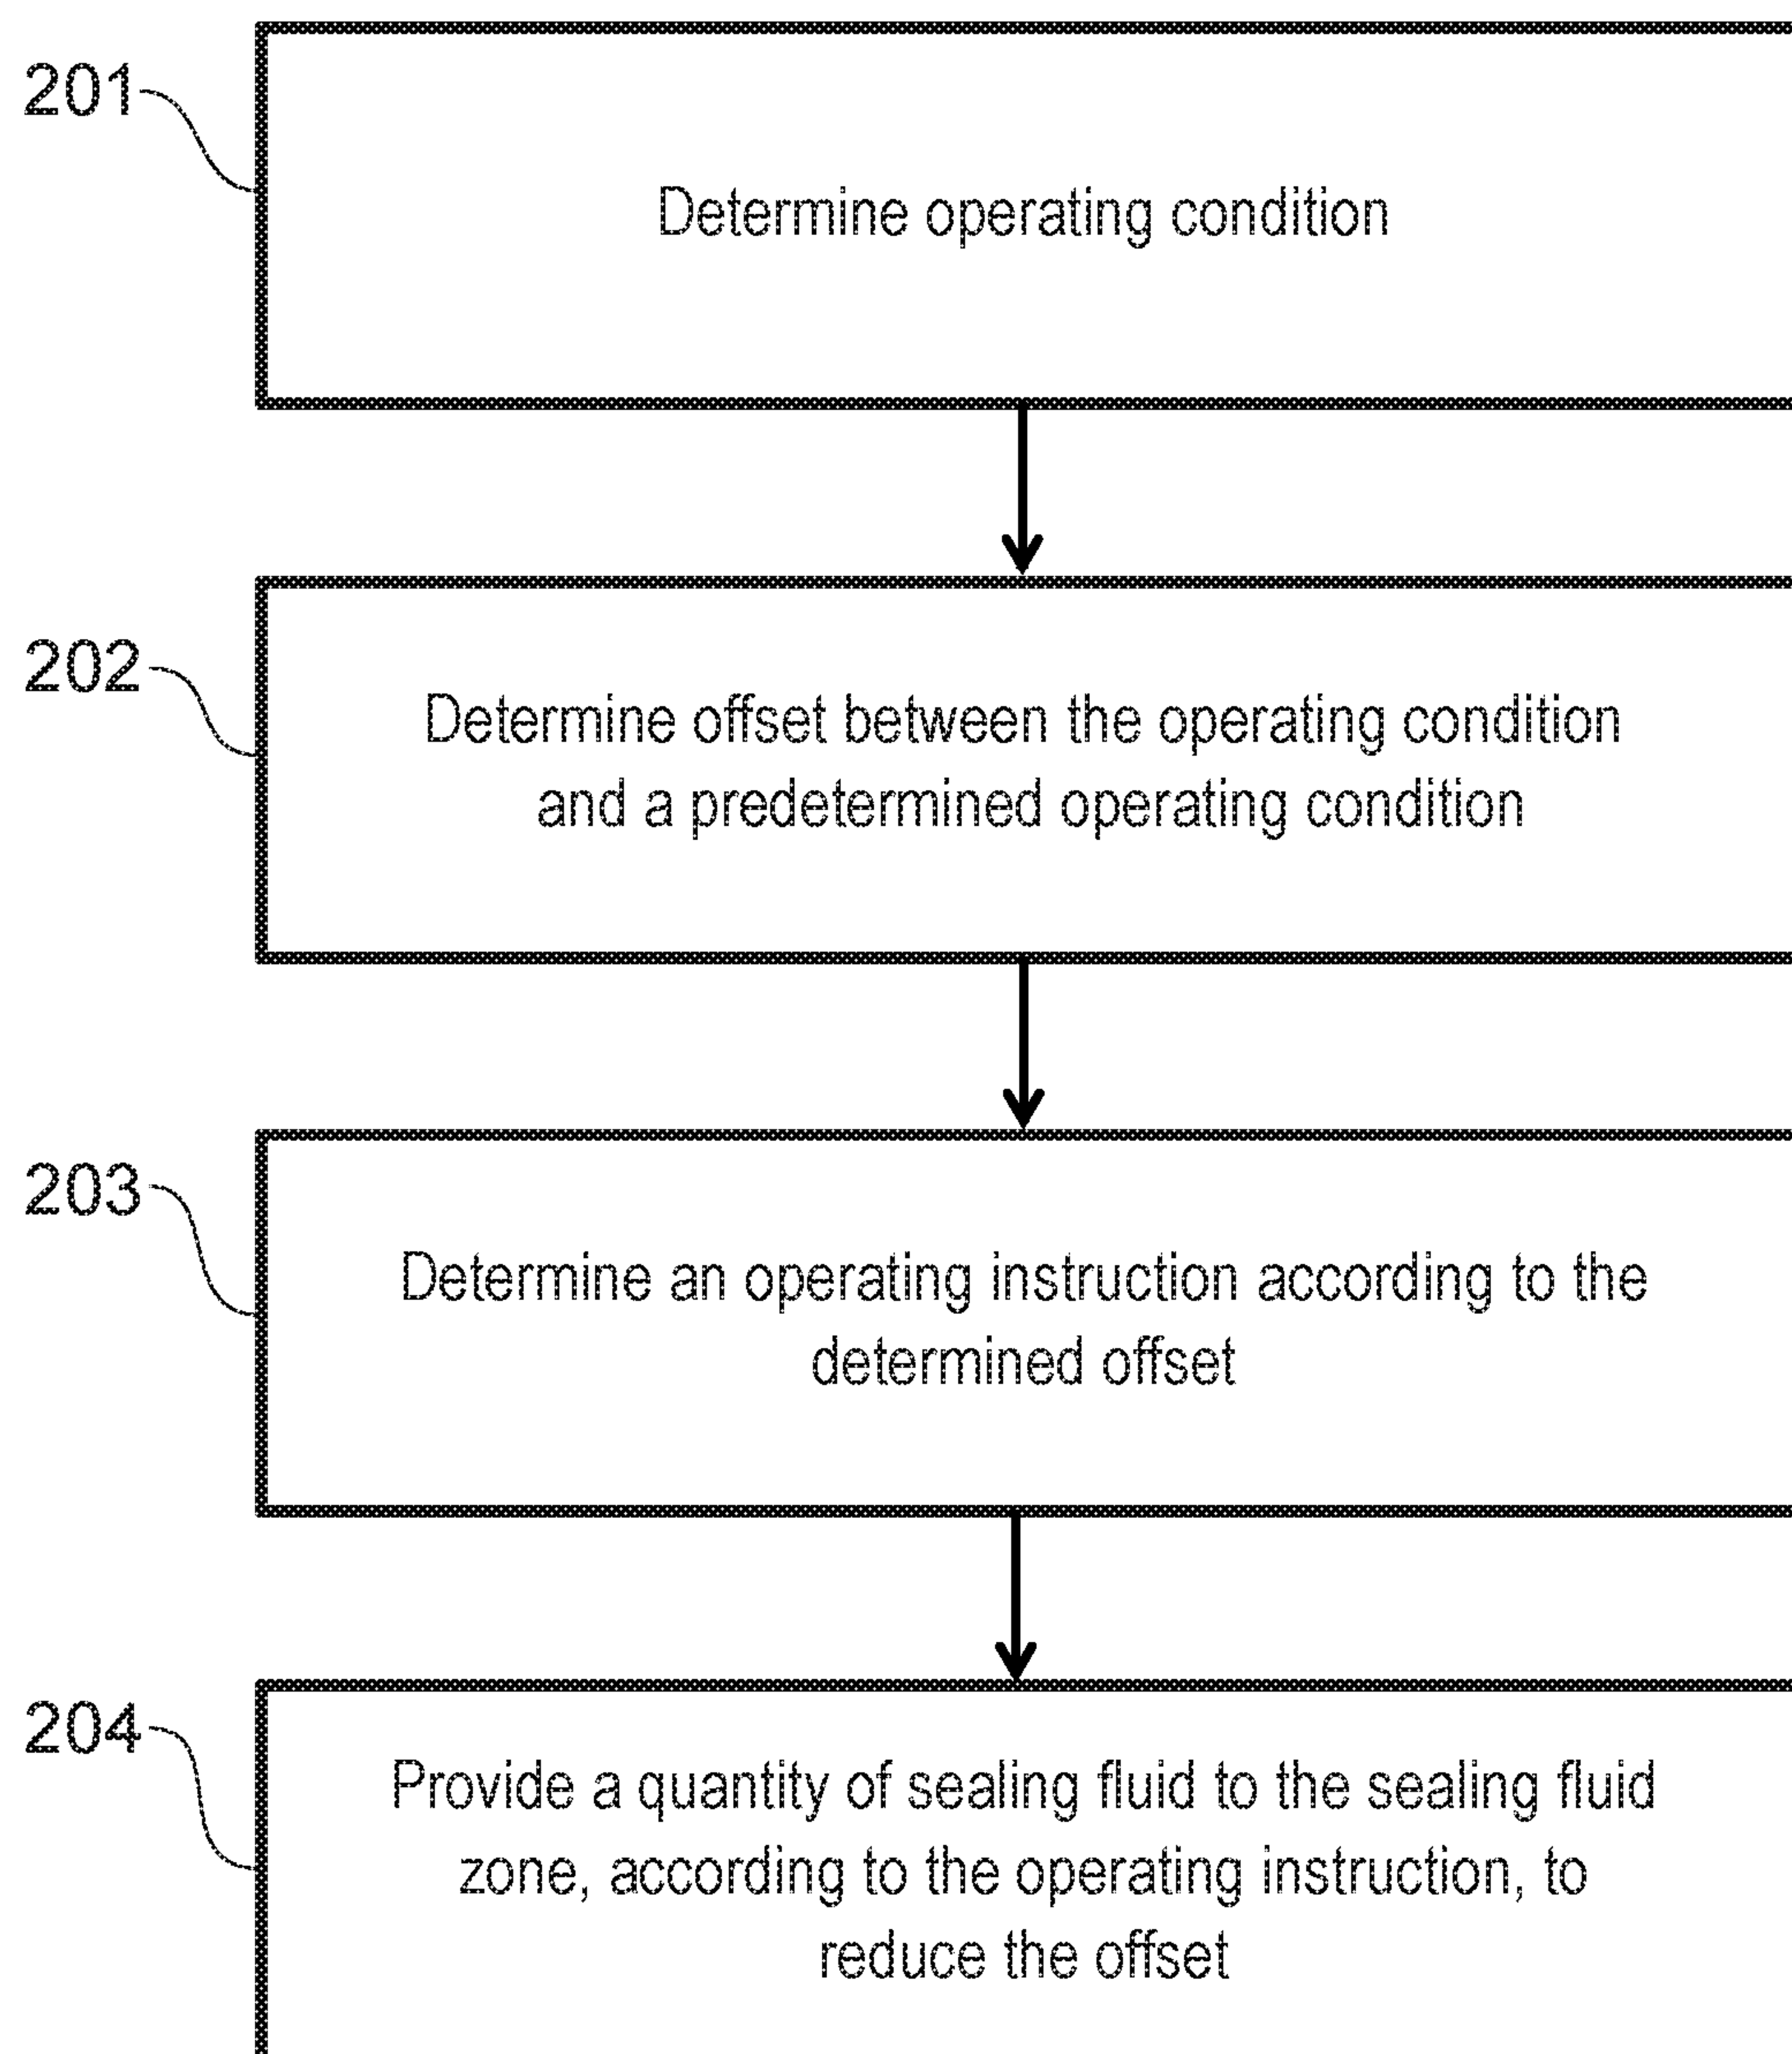 201
Determine operating condition
202
Determine offset between the operating condition
and a predetermined operating condition
203
Determine an operating instruction according to the
determined offset
204
Provide a quantity of sealing fluid to the sealing fluid
zone, according to the operating instruction, to
reduce the offset